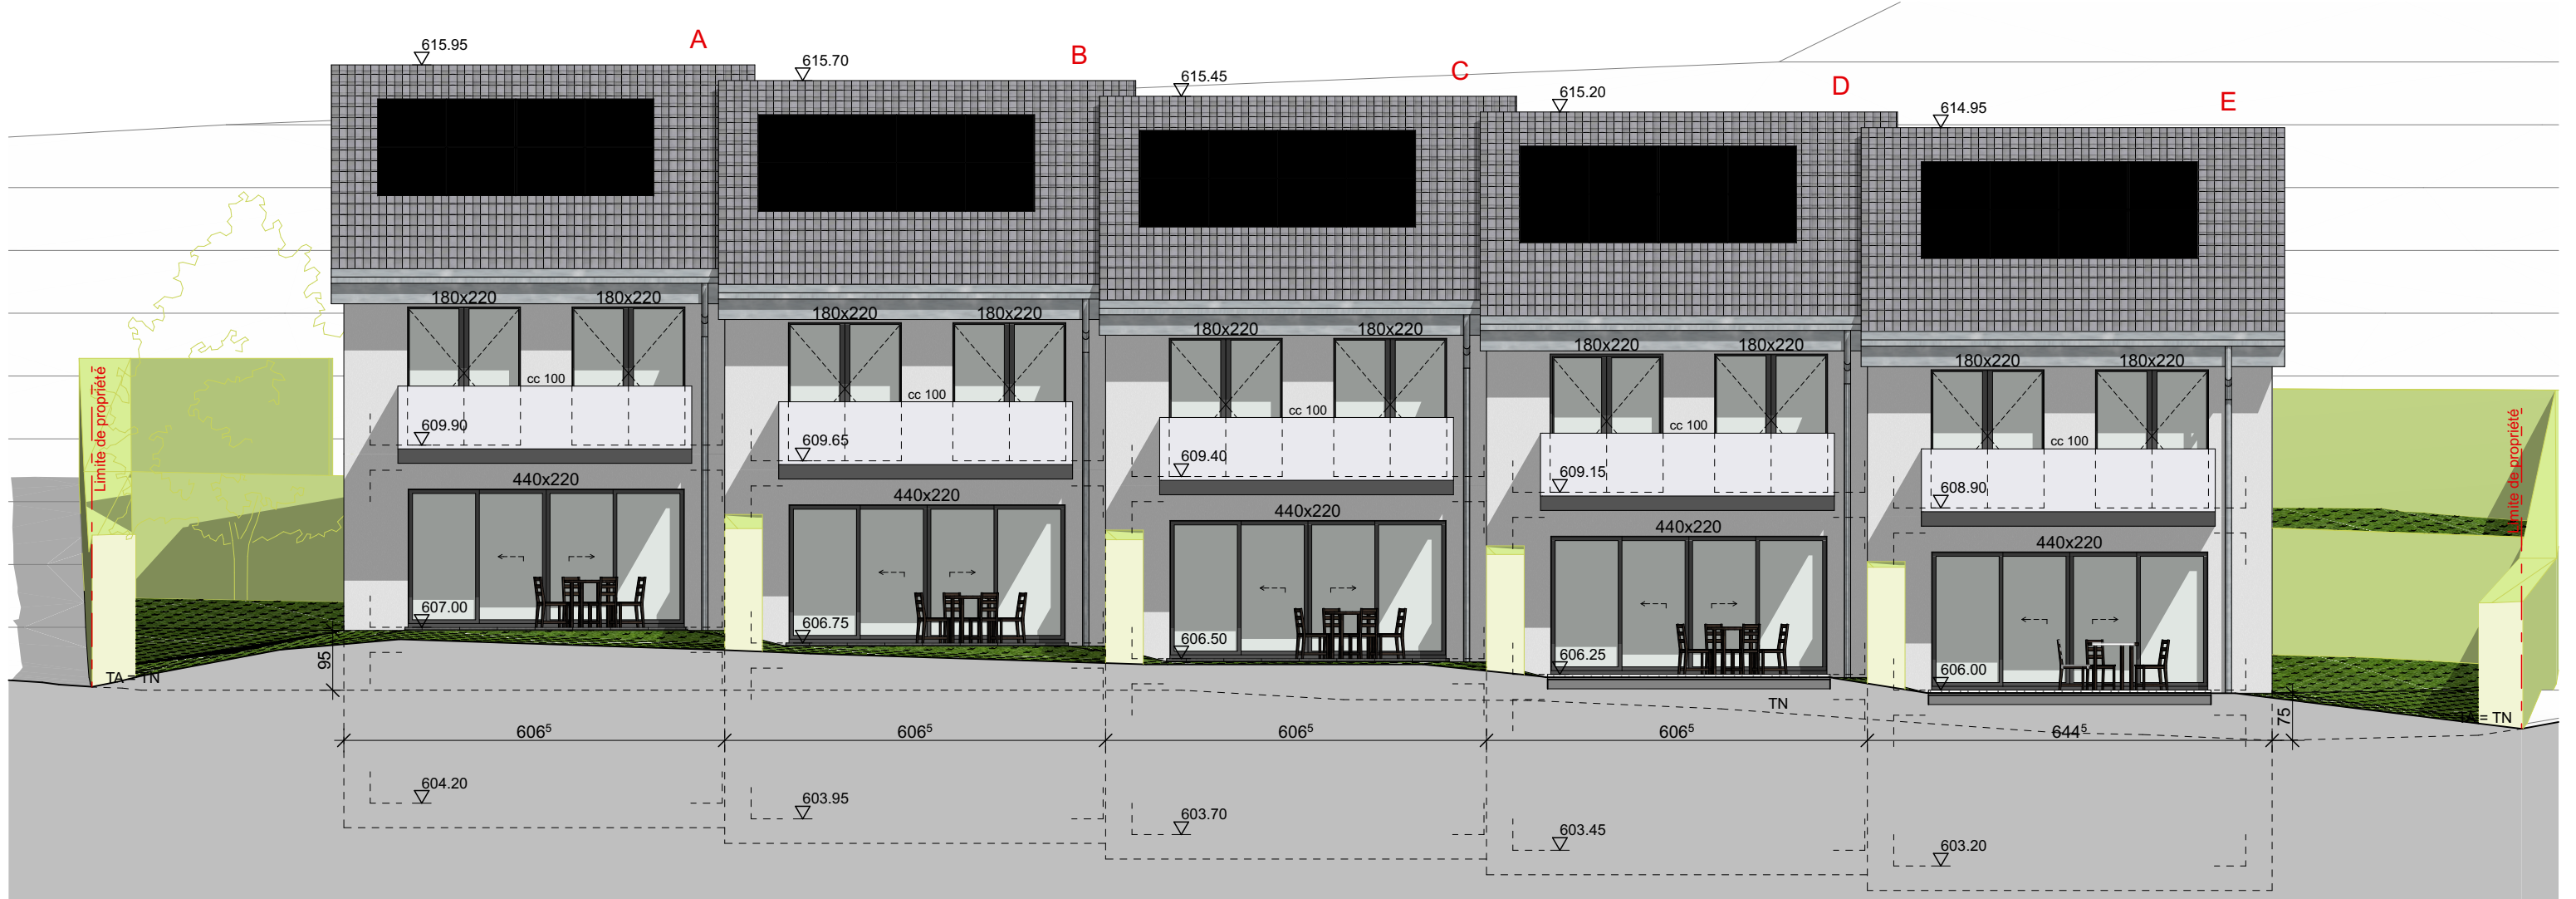 A
B
C
D
E
615.95
615.70
615.45
615.20
614.95
180x220
180x220
180x220
180x220
180x220
180x220
180x220
180x220
180x220
180x220
cc 100
cc 100
cc 100
cc 100
cc 100
Limite de propriété
609.90
609.65
609.40
609.15
608.90
440x220
440x220
440x220
440x220
440x220
607.00
606.75
606.50
606.25
606.00
95
TA = TN
TN
75
= TN
606⁵
606⁵
606⁵
606⁵
644⁵
604.20
603.95
603.70
603.45
603.20